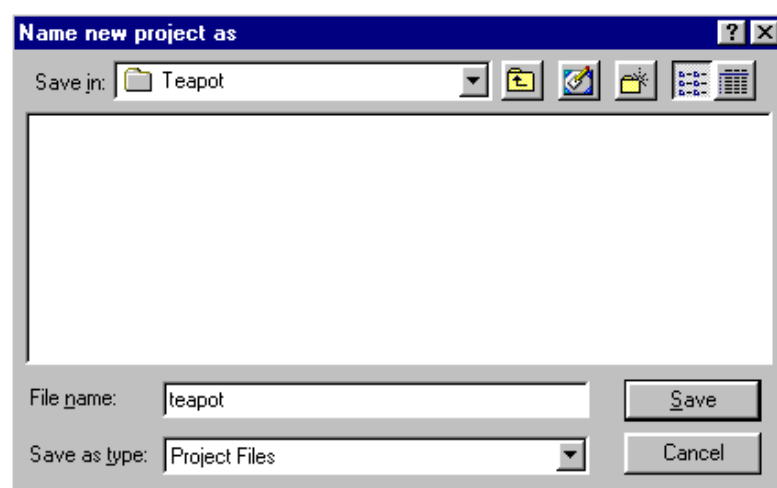 Name new project as
Save in: Teapot
File name: teapot Save
Save as type: Project Files Cancel